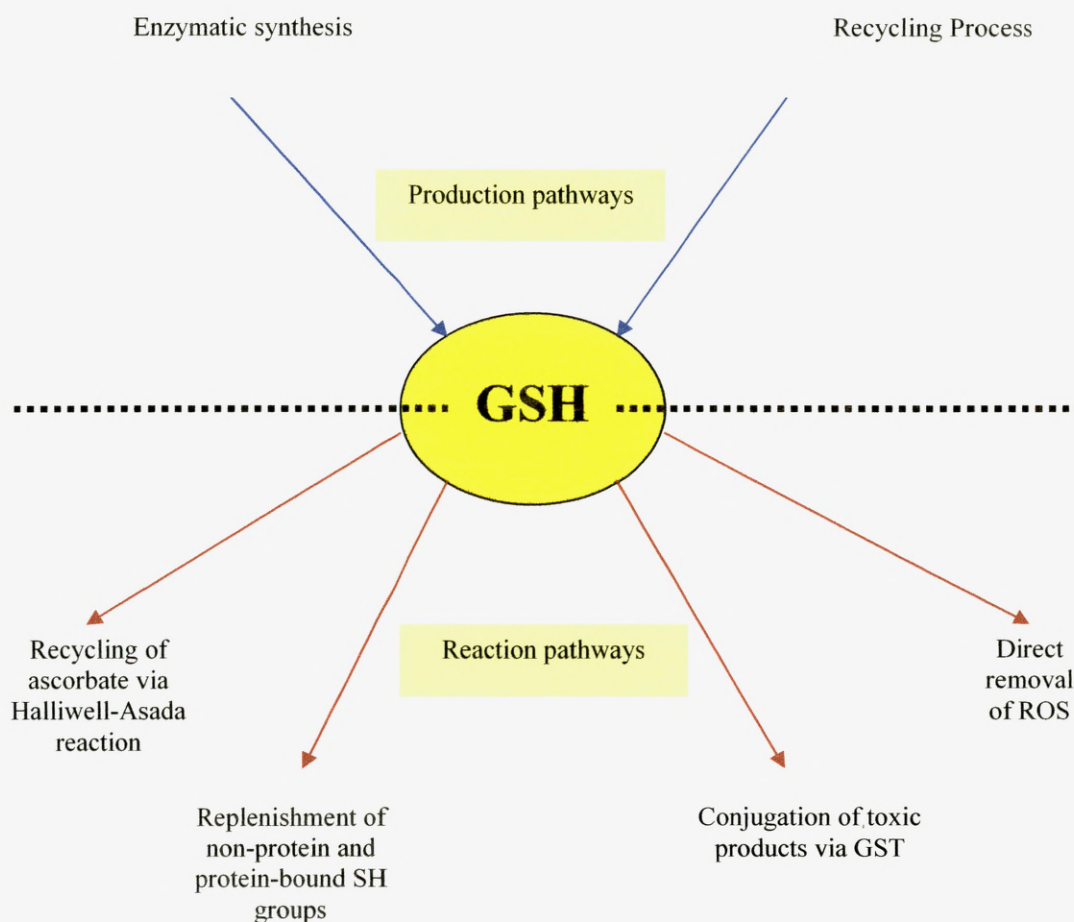 Enzymatic synthesis
Recycling Process
Production pathways
GSH
Recycling of
ascorbate via
Halliwell-Asada
reaction
Reaction pathways
Direct
removal
of ROS
Replenishment of
non-protein and
protein-bound SH
groups
Conjugation of toxic
products via GST